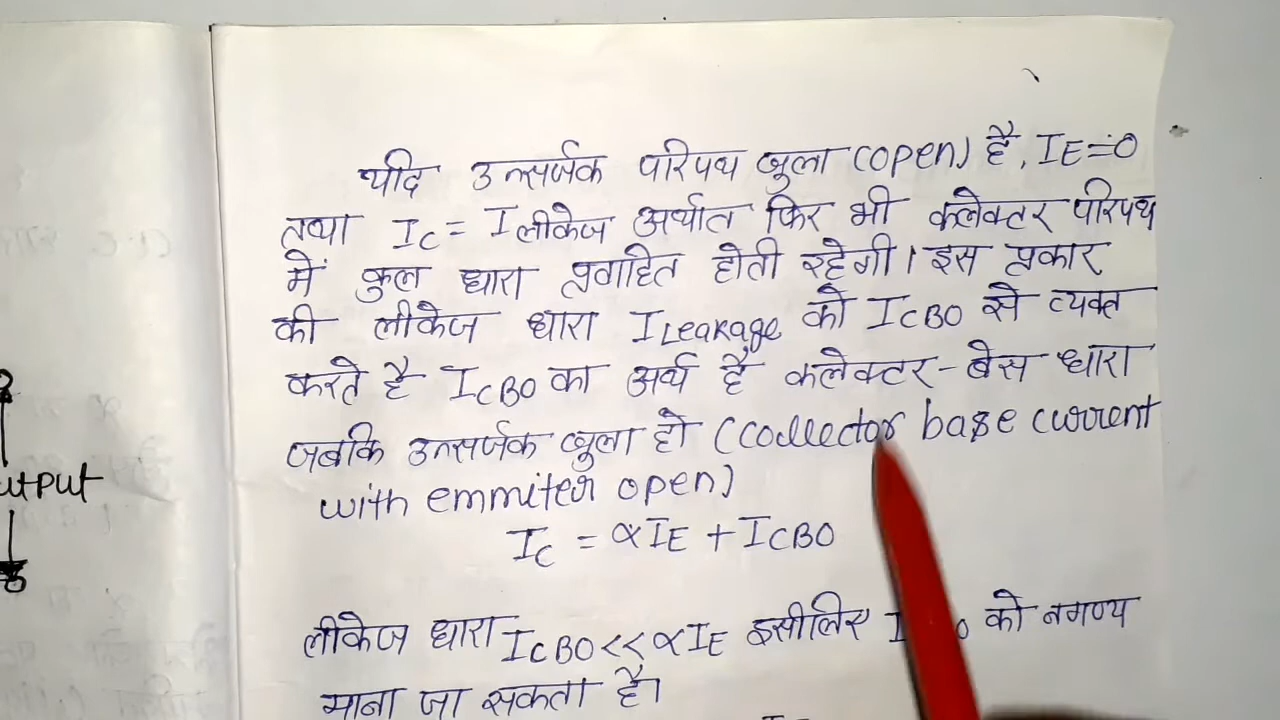 utput
यदि उत्सर्जक परिपथ खुला (open) है, IE=0
तथा IC = Iलीकेज अर्थात फिर भी कलेक्टर परिपथ
में कुल धारा प्रवाहित होती रहेगी। इस प्रकार
की लीकेज धारा ILeakage को ICBO से व्यक्त
करते है ICBO का अर्थ है कलेक्टर-बेस धारा
जबकि उत्सर्जक खुला हो (Collector base current
with emmiter open)
IC = αIE + ICBO
लीकेज धारा ICBO<<αIE इसीलिए को नगण्य
माना जा सकता है।